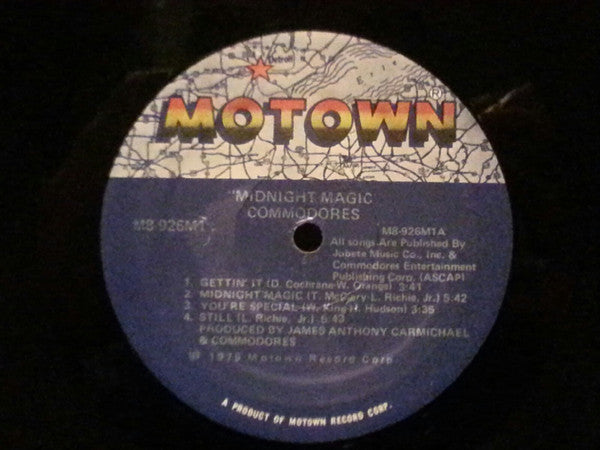 Detroit
Erie
MOTOWN®
"MIDNIGHT MAGIC
COMMODORES
M8-926M1
M8-926M1A
All songs Are Published By
Jobete Music Co., Inc. &
Commodores Entertainment
Publishing Corp. (ASCAP)
1. GETTIN' IT (D. Cochrane-W. Orange) 3:41
2. MIDNIGHT MAGIC (T. McClary-L. Richie, Jr.) 5:42
3. YOU'RE SPECIAL (W. King-H. Hudson) 3:35
4. STILL (L. Richie, Jr.) 5:43
PRODUCED BY JAMES ANTHONY CARMICHAEL
& COMMODORES
℗ 1979 Motown Record Corp
A PRODUCT OF MOTOWN RECORD CORP.